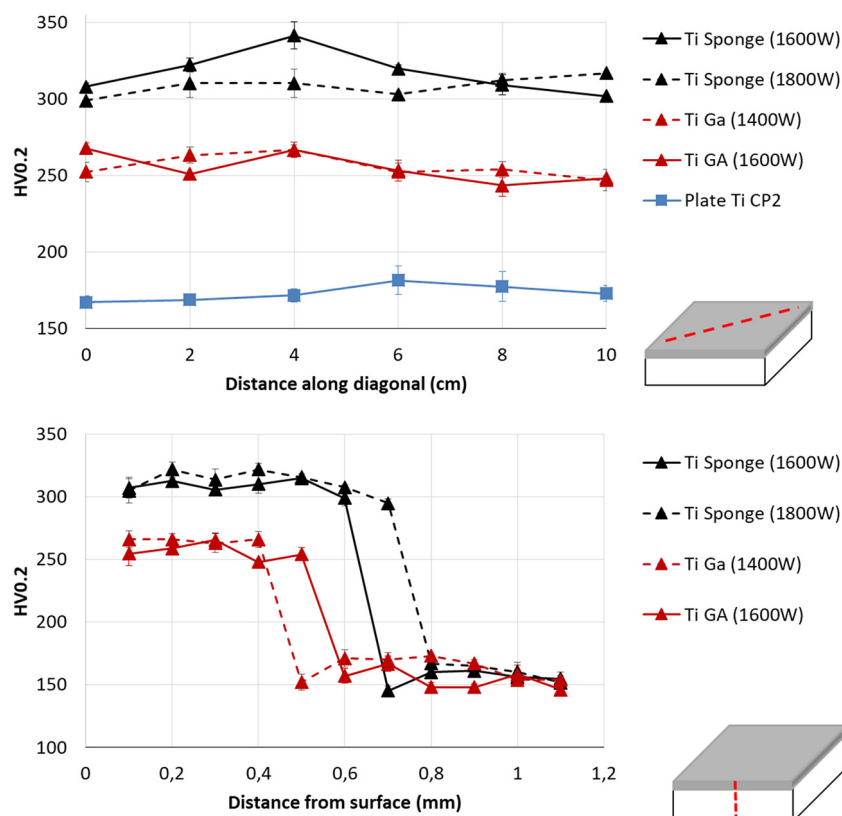 350
300
250
200
150
HV0.2
0
2
4
6
8
10
Distance along diagonal (cm)
Ti Sponge (1600W)
Ti Sponge (1800W)
Ti Ga (1400W)
Ti GA (1600W)
Plate Ti CP2
350
300
250
200
150
100
HV0.2
0
0,2
0,4
0,6
0,8
1
1,2
Distance from surface (mm)
Ti Sponge (1600W)
Ti Sponge (1800W)
Ti Ga (1400W)
Ti GA (1600W)